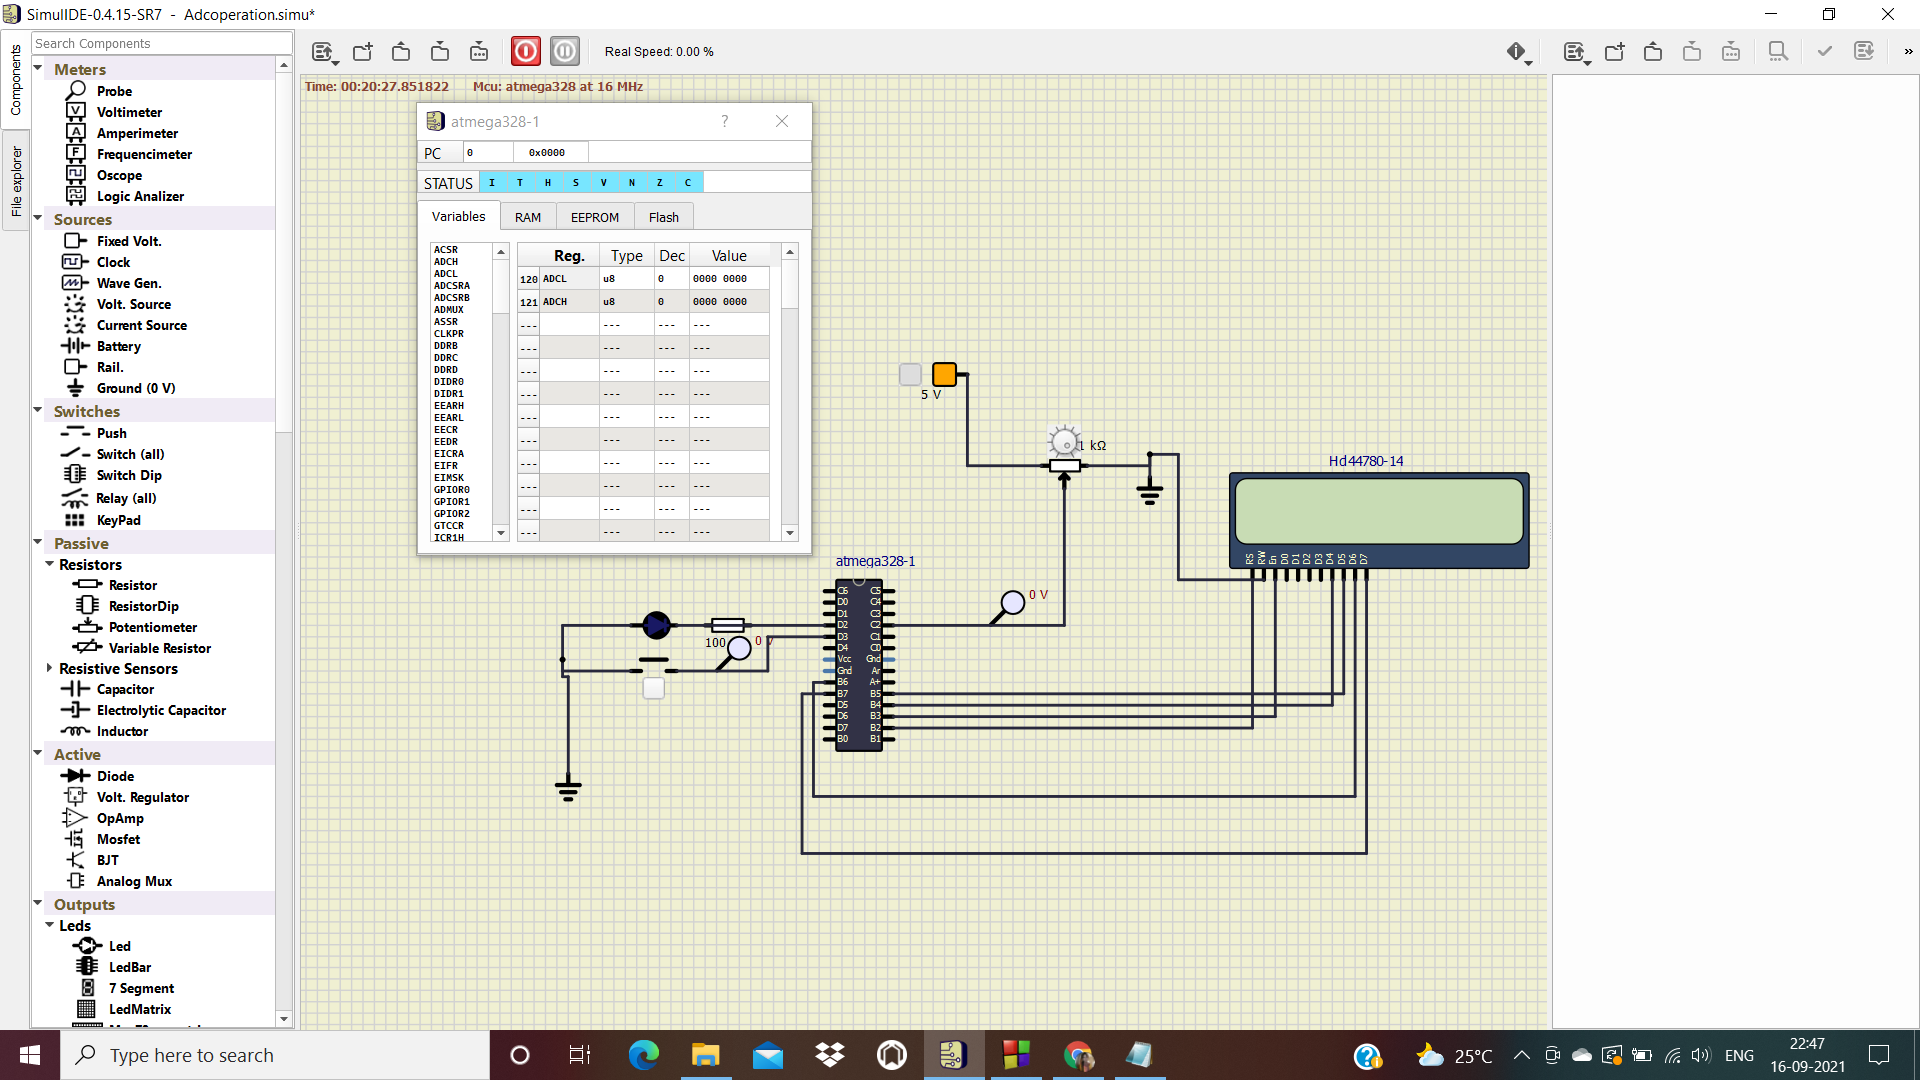 SimulIDE-0.4.15-SR7 - Adcoperation.simu*
Components
File explorer
Search Components
Meters
Probe
Voltimeter
Amperimeter
Frequencimeter
Oscope
Logic Analizer
Sources
Fixed Volt.
Clock
Wave Gen.
Volt. Source
Current Source
Battery
Rail.
Ground (0 V)
Switches
Push
Switch (all)
Switch Dip
Relay (all)
KeyPad
Passive
Resistors
Resistor
ResistorDip
Potentiometer
Variable Resistor
Resistive Sensors
Capacitor
Electrolytic Capacitor
Inductor
Active
Diode
Volt. Regulator
OpAmp
Mosfet
BJT
Analog Mux
Outputs
Leds
Led
LedBar
7 Segment
LedMatrix
Real Speed: 0.00 %
»
Time: 00:20:27.851822 Mcu: atmega328 at 16 MHz
atmega328-1 ?
PC 0 0x0000
STATUS I T H S V N Z C
Variables RAM EEPROM Flash
ACSR
ADCH
ADCL
ADCSRA
ADCSRB
ADMUX
ASSR
CLKPR
DDRB
DDRC
DDRD
DIDR0
DIDR1
EEARH
EEARL
EECR
EEDR
EICRA
EIFR
EIMSK
GPIOR0
GPIOR1
GPIOR2
GTCCR
ICR1H
Reg. Type Dec Value
120 ADCL u8 0 0000 0000
121 ADCH u8 0 0000 0000
--- --- --- ---
--- --- --- ---
--- --- --- ---
--- --- --- ---
--- --- --- ---
--- --- --- ---
--- --- --- ---
--- --- --- ---
--- --- --- ---
--- --- --- ---
5 V
1 kΩ
Hd44780-14
RS RW En D0 D1 D2 D3 D4 D5 D6 D7
atmega328-1
0 V
100
0 V
C6 C5
D0 C4
D1 C3
D2 C2
D3 C1
D4 C0
Vcc Gnd
Gnd Ar
B6 A+
B7 B5
D5 B4
D6 B3
D7 B2
B0 B1
Type here to search
25°C
ENG
22:47
16-09-2021